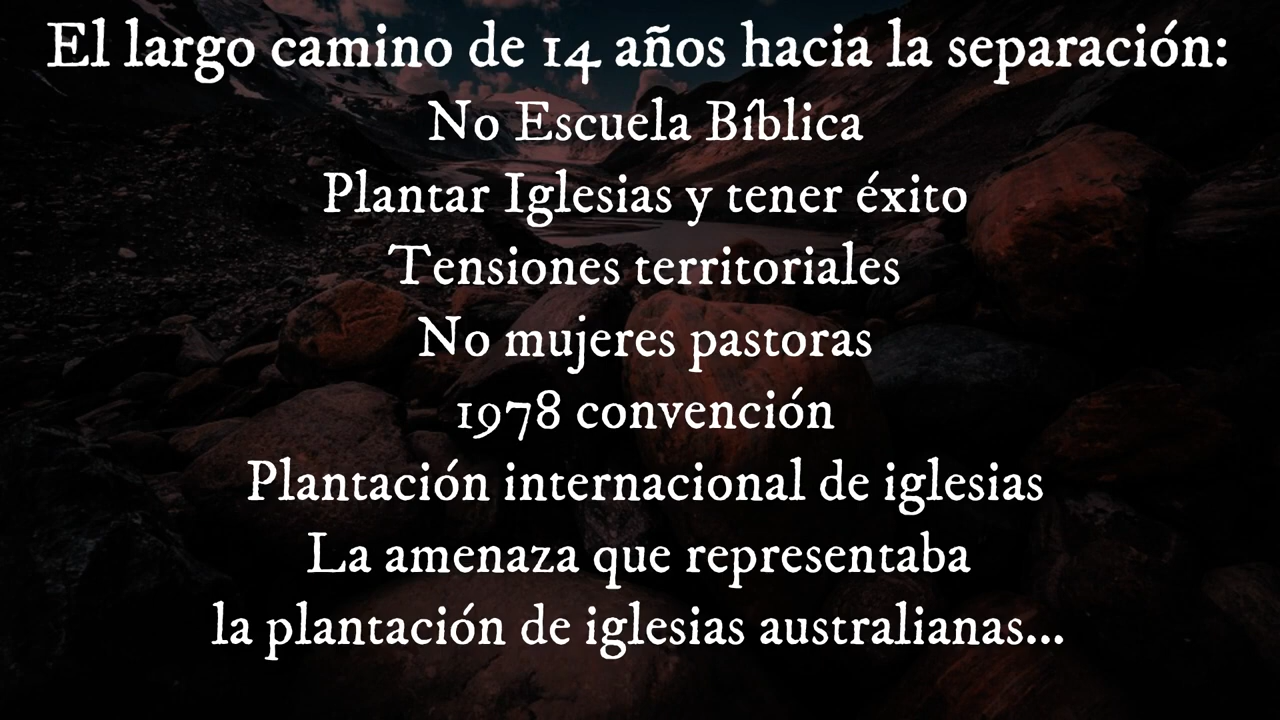 El largo camino de 14 años hacia la separación:
No Escuela Bíblica
Plantar Iglesias y tener éxito
Tensiones territoriales
No mujeres pastoras
1978 convención
Plantación internacional de iglesias
La amenaza que representaba
la plantación de iglesias australianas...